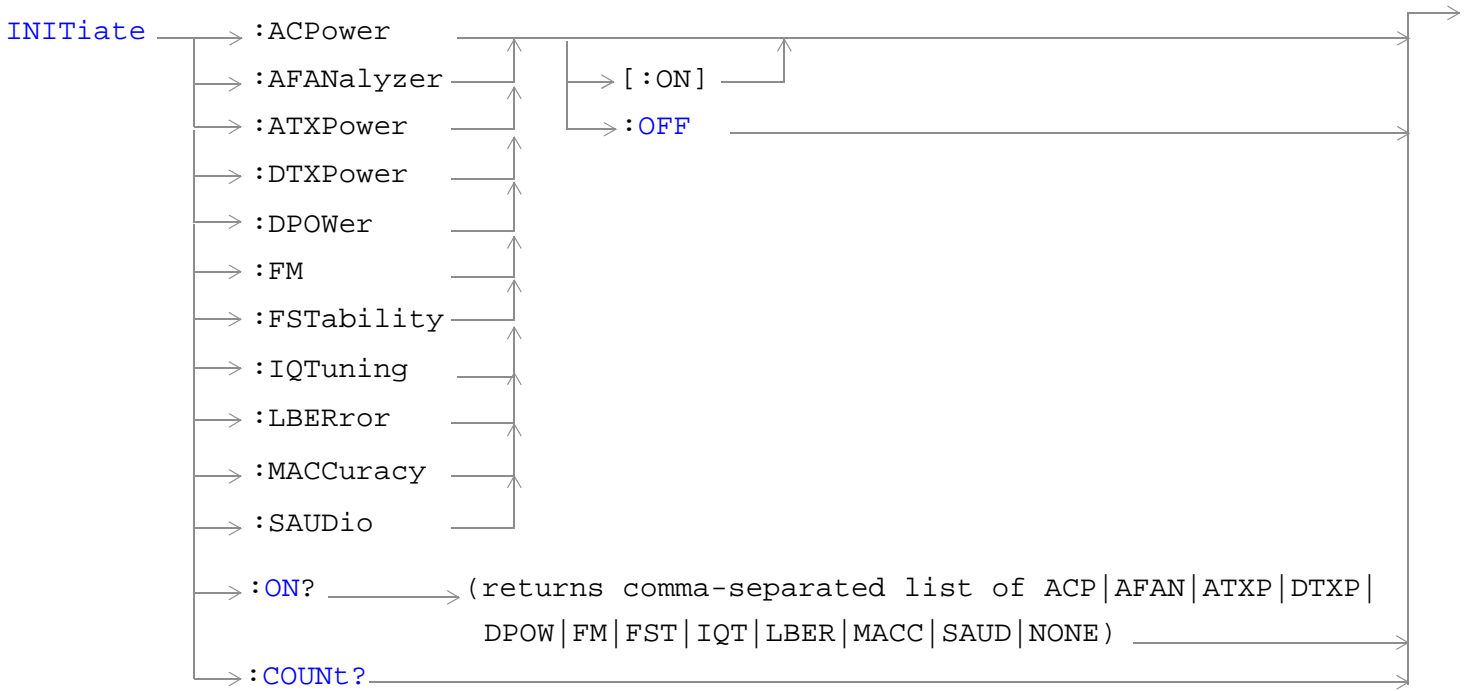 INITiate
:ACPower
:AFANalyzer
[:ON]
:ATXPower
:OFF
:DTXPower
:DPOWer
:FM
:FSTability
:IQTuning
:LBERror
:MACCuracy
:SAUDio
:ON? (returns comma-separated list of ACP|AFAN|ATXP|DTXP|
DPOW|FM|FST|IQT|LBER|MACC|SAUD|NONE)
:COUNt?